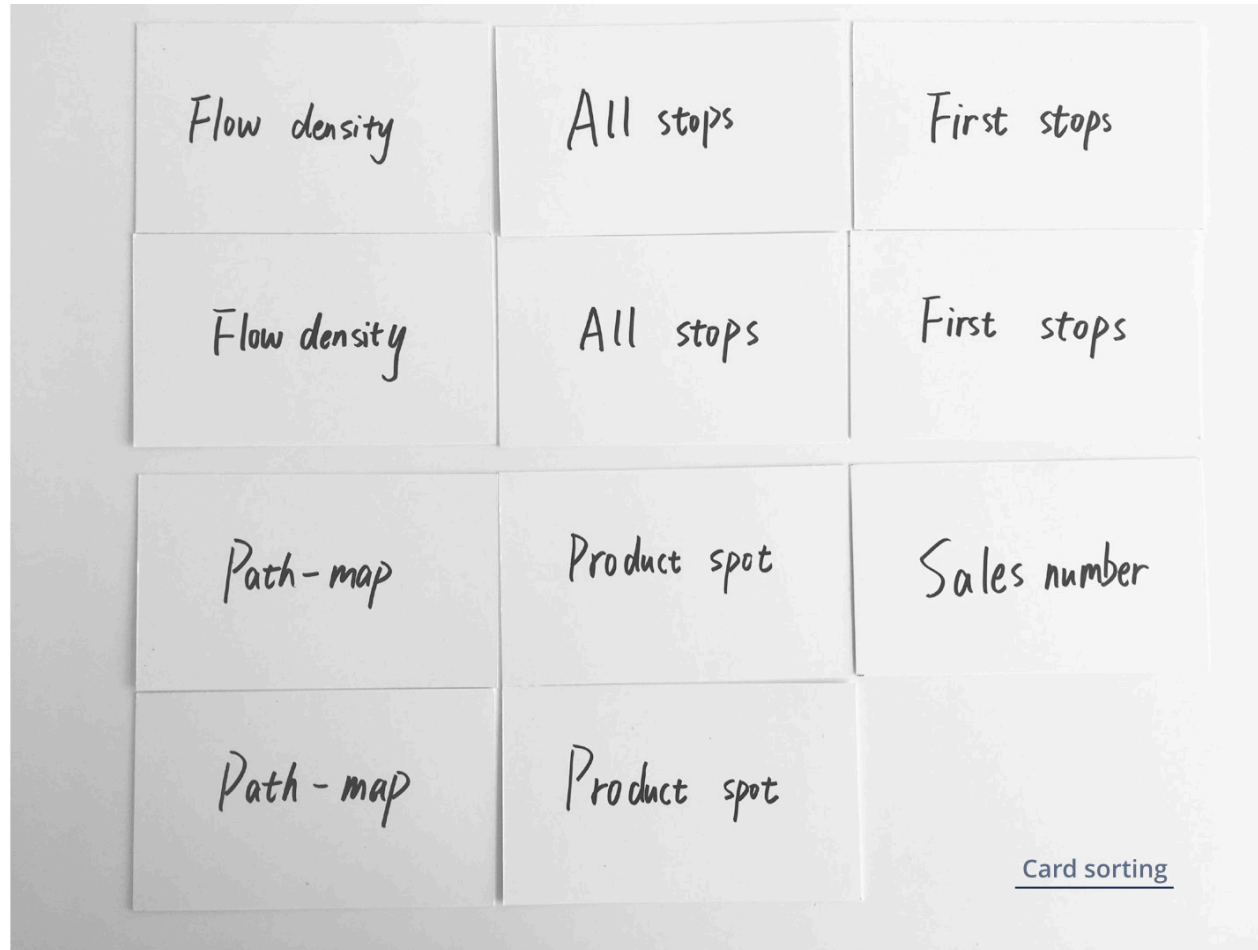 Flow density
All stops
First stops
Flow density
All stops
First stops
Path-map
Product spot
Sales number
Path-map
Product spot
Card sorting